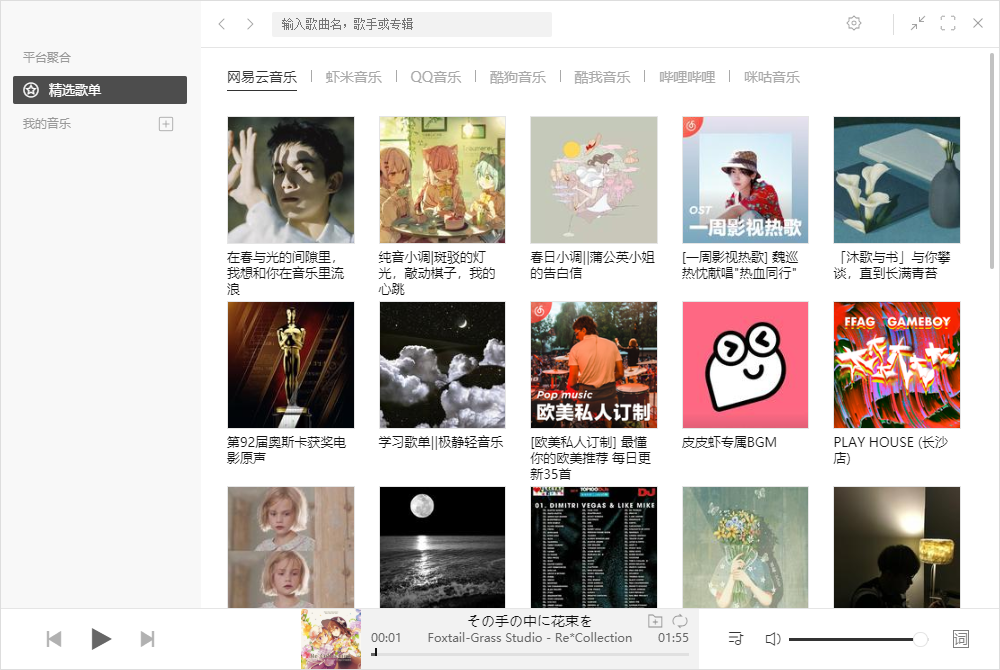 输入歌曲名，歌手或专辑
平台聚合
精选歌单
我的音乐
网易云音乐 虾米音乐 QQ音乐 酷狗音乐 酷我音乐 哔哩哔哩 咪咕音乐
在春与光的间隙里，
我想和你在音乐里流
浪
纯音小调|斑驳的灯
光，敲动棋子，我的
心跳
春日小调||蒲公英小姐
的告白信
OST
一周影视热歌
[一周影视热歌] 魏巡
热忱献唱"热血同行"
「沐歌与书」与你攀
谈，直到长满青苔
第92届奥斯卡获奖电
影原声
学习歌单||极静轻音乐
Pop music
欧美私人订制
[欧美私人订制] 最懂
你的欧美推荐 每日更
新35首
皮皮虾专属BGM
FFAG GAMEBOY
PLAY HOUSE (长沙
店)
DJ
01. DIMITRI VEGAS & LIKE MIKE
その手の中に花束を
00:01 Foxtail-Grass Studio - Re*Collection 01:55
词